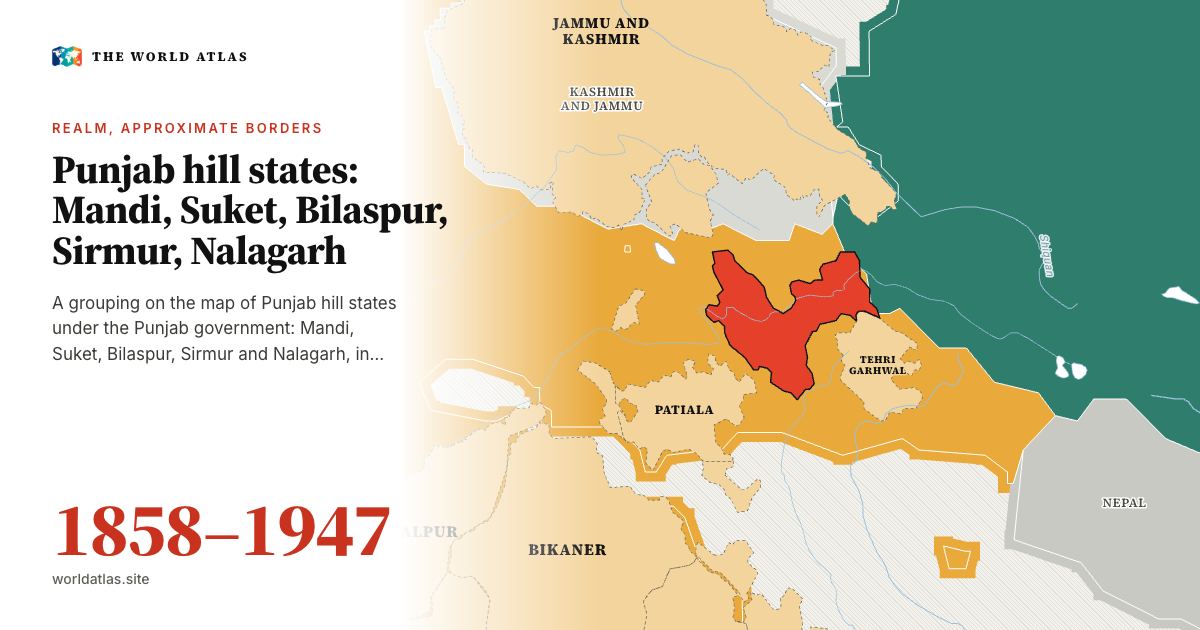 THE WORLD ATLAS
REALM, APPROXIMATE BORDERS
Punjab hill states:
Mandi, Suket, Bilaspur,
Sirmur, Nalagarh
A grouping on the map of Punjab hill states
under the Punjab government: Mandi,
Suket, Bilaspur, Sirmur and Nalagarh, in...
1858–1947
worldatlas.site
JAMMU AND
KASHMIR
KASHMIR
AND JAMMU
Shiquan
TEHRI
GARHWAL
PATIALA
NEPAL
ALPUR
BIKANER